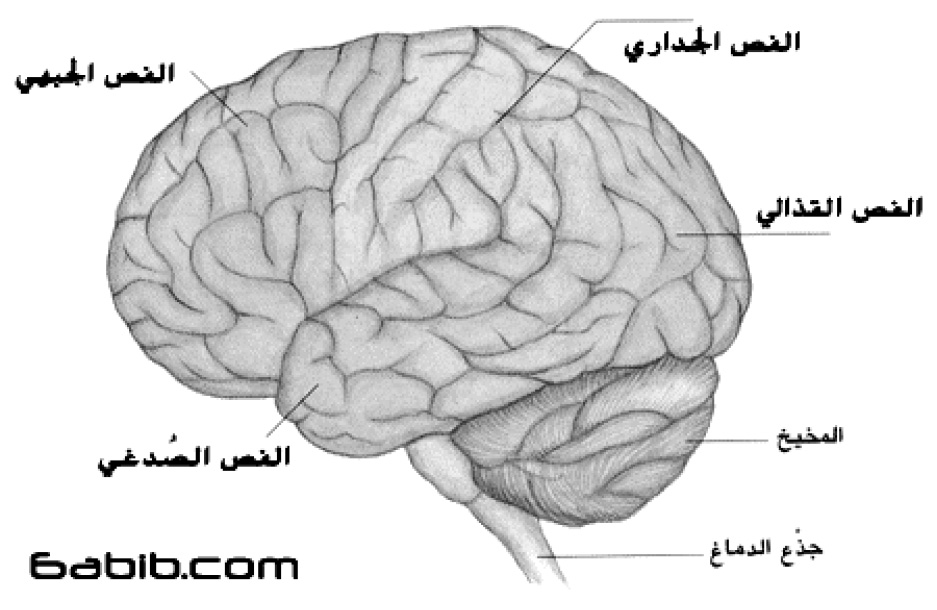 الفص الجداري
الفص الجبهي
الفص القذالي
المخيخ
الفص الصُدغي
جذع الدماغ
6abib.com